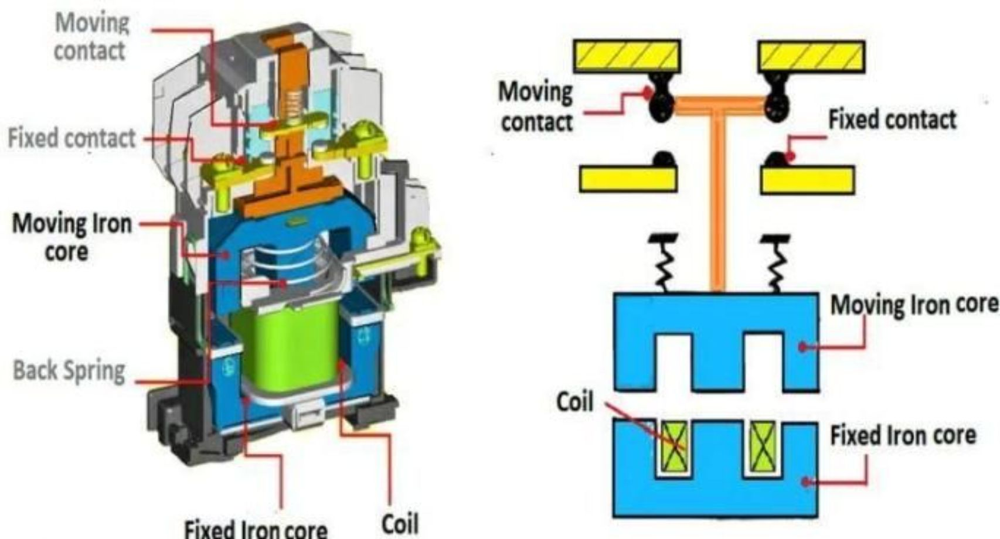 Moving
contact
Fixed contact
Moving Iron
core
Back Spring
Fixed Iron core
Coil
Moving
contact
Fixed contact
Moving Iron core
Coil
Fixed Iron core